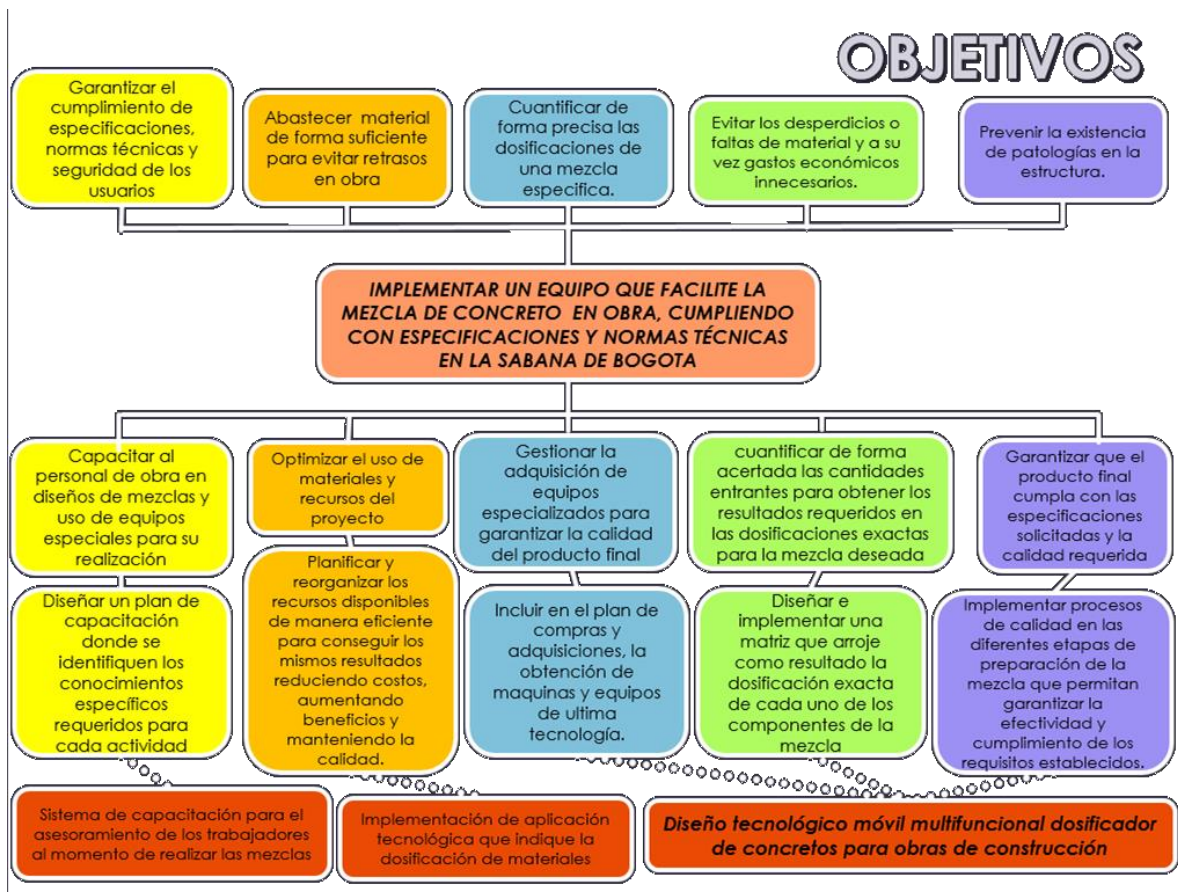 OBJETIVOS
Garantizar el
cumplimiento de
especificaciones,
normas técnicas y
seguridad de los
usuarios
Abastecer material
de forma suficiente
para evitar retrasos
en obra
Cuantificar de
forma precisa las
dosificaciones de
una mezcla
especifica.
Evitar los desperdicios o
faltas de material y a su
vez gastos económicos
innecesarios.
Prevenir la existencia
de patologías en la
estructura.
IMPLEMENTAR UN EQUIPO QUE FACILITE LA
MEZCLA DE CONCRETO EN OBRA, CUMPLIENDO
CON ESPECIFICACIONES Y NORMAS TÉCNICAS
EN LA SABANA DE BOGOTA
Capacitar al
personal de obra en
diseños de mezclas y
uso de equipos
especiales para su
realización
Optimizar el uso de
materiales y
recursos del
proyecto
Gestionar la
adquisición de
equipos
especializados para
garantizar la calidad
del producto final
cuantificar de forma
acertada las cantidades
entrantes para obtener los
resultados requeridos en
las dosificaciones exactas
para la mezcla deseada
Garantizar que el
producto final
cumpla con las
especificaciones
solicitadas y la
calidad requerida
Diseñar un plan de
capacitación
donde se
identifiquen los
conocimientos
específicos
requeridos para
cada actividad
Planificar y
reorganizar los
recursos disponibles
de manera eficiente
para conseguir los
mismos resultados
reduciendo costos,
aumentando
beneficios y
manteniendo la
calidad.
Incluir en el plan de
compras y
adquisiciones, la
obtención de
maquinas y equipos
de ultima
tecnología.
Diseñar e
implementar una
matriz que arroje
como resultado la
dosificación exacta
de cada uno de los
componentes de la
mezcla
Implementar procesos
de calidad en las
diferentes etapas de
preparación de la
mezcla que permitan
garantizar la
efectividad y
cumplimiento de los
requisitos establecidos.
Sistema de capacitación para el
asesoramiento de los trabajadores
al momento de realizar las mezclas
Implementación de aplicación
tecnológica que indique la
dosificación de materiales
Diseño tecnológico móvil multifuncional dosificador
de concretos para obras de construcción